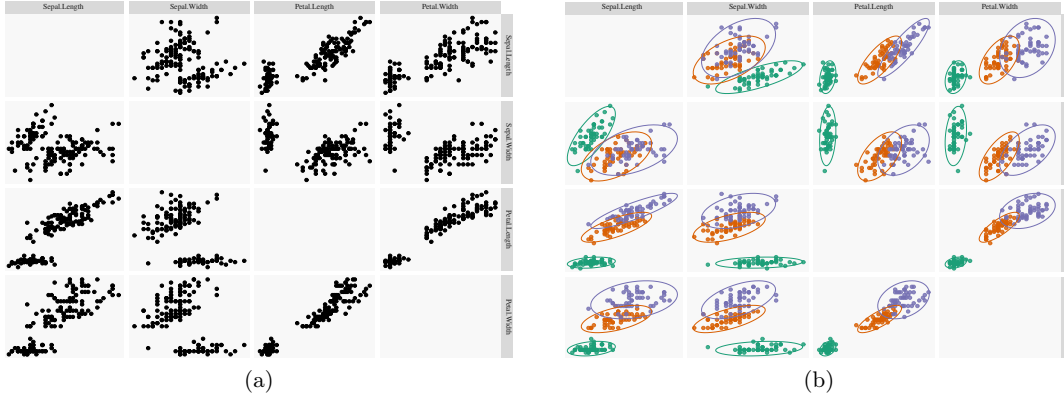 Sepal.Length Sepal.Width Petal.Length Petal.Width
Sepal.Length
Sepal.Width
Petal.Length
Petal.Width
(a)
Sepal.Length Sepal.Width Petal.Length Petal.Width
(b)